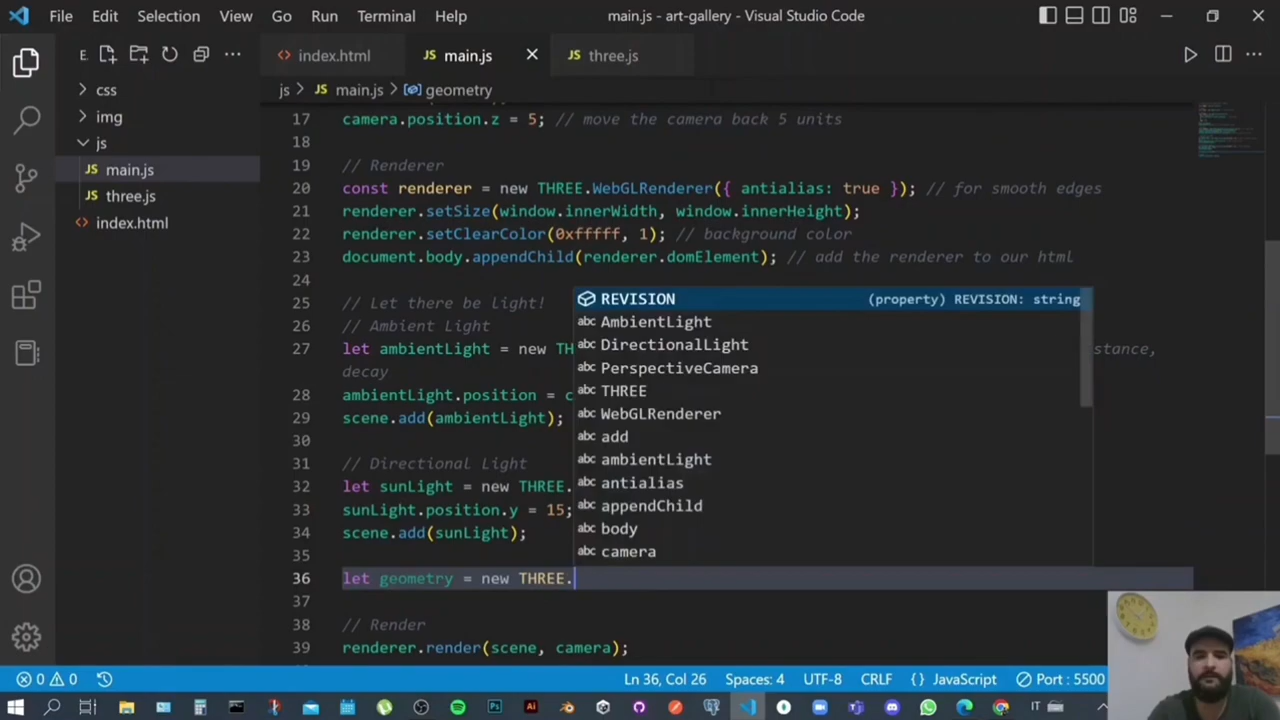 File Edit Selection View Go Run Terminal Help main.js - art-gallery - Visual Studio Code
E. ···
index.html main.js three.js
css
img
js
main.js
three.js
index.html
js > main.js > geometry
17 camera.position.z = 5; // move the camera back 5 units
18
19 // Renderer
20 const renderer = new THREE.WebGLRenderer({ antialias: true }); // for smooth edges
21 renderer.setSize(window.innerWidth, window.innerHeight);
22 renderer.setClearColor(0xfffff, 1); // background color
23 document.body.appendChild(renderer.domElement); // add the renderer to our html
24
25 // Let there be Light!
26 // Ambient Light
27 let ambientLight = new TH stance,
decay
28 ambientLight.position = c
29 scene.add(ambientLight);
30
31 // Directional Light
32 let sunLight = new THREE.
33 sunLight.position.y = 15;
34 scene.add(sunLight);
35
36 let geometry = new THREE.
37
38 // Render
39 renderer.render(scene, camera);
REVISION (property) REVISION: string
abc AmbientLight
abc DirectionalLight
abc PerspectiveCamera
abc THREE
abc WebGLRenderer
abc add
abc ambientLight
abc antialias
abc appendChild
abc body
abc camera
0 0 Ln 36, Col 26 Spaces: 4 UTF-8 CRLF {} JavaScript Port : 5500
IT